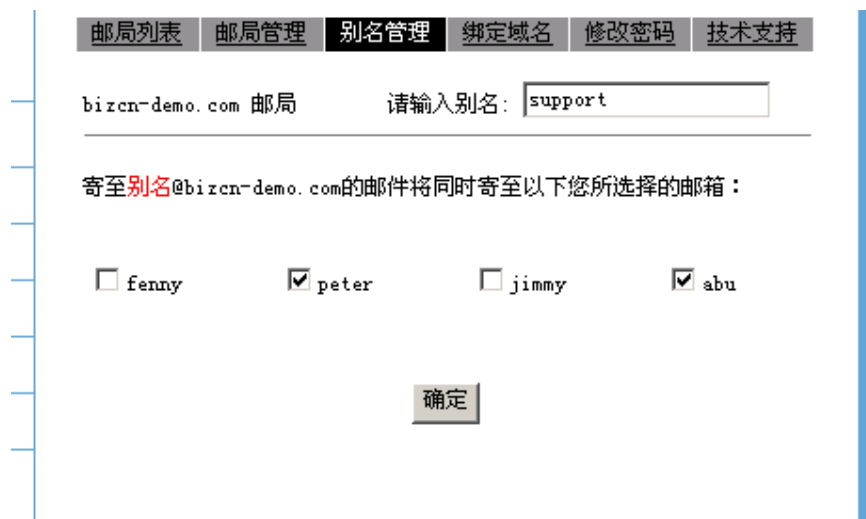 邮局列表 邮局管理 别名管理 绑定域名 修改密码 技术支持
bizcn-demo.com 邮局 请输入别名: support
寄至别名@bizcn-demo.com的邮件将同时寄至以下您所选择的邮箱：
fenny peter jimmy abu
确定